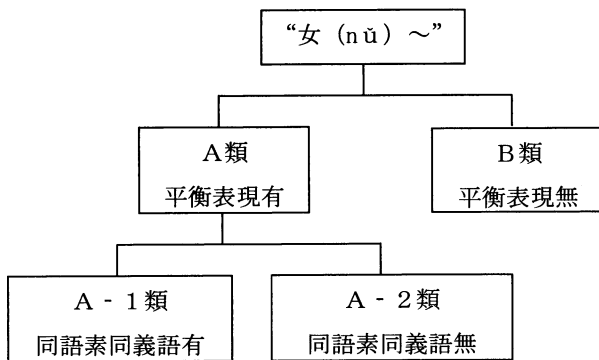 “女（nǚ）～”
A類
平衡表現有
B類
平衡表現無
A‐1類
同語素同義語有
A‐2類
同語素同義語無